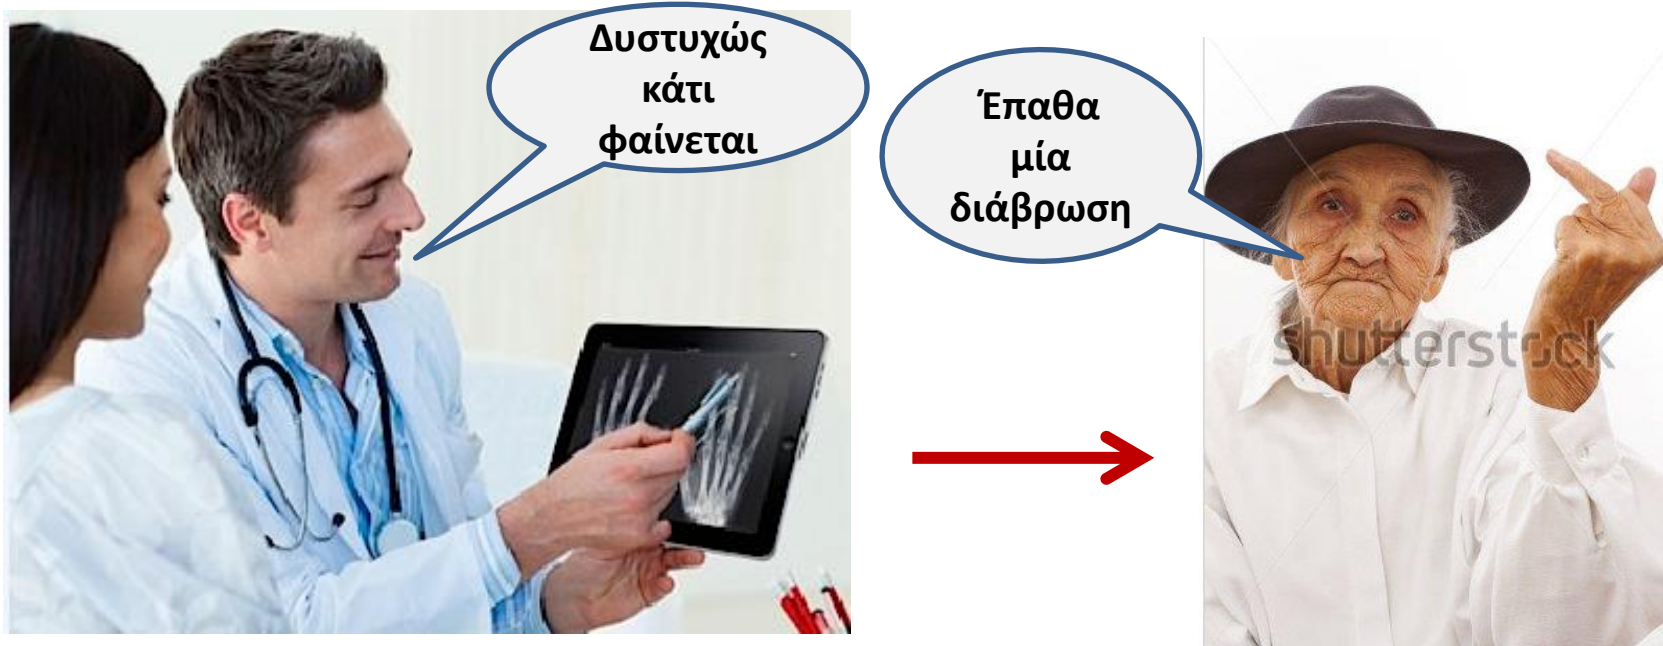 Δυστυχώς
κάτι
φαίνεται
Έπαθα
μία
διάβρωση
shutterstock